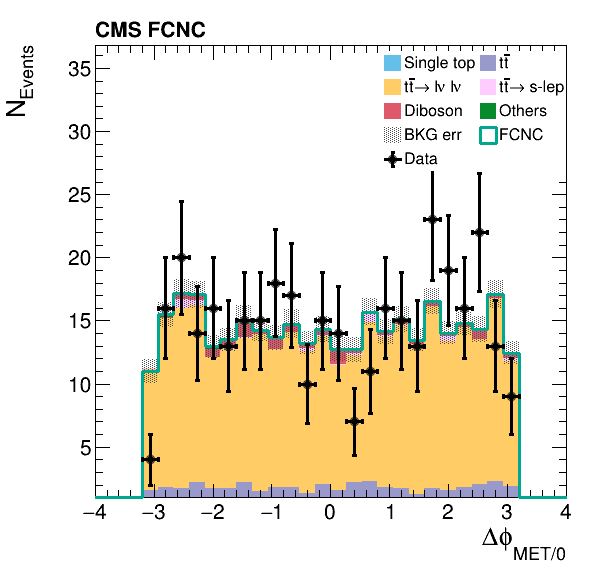 CMS FCNC
N_Events
35
30
25
20
15
10
5
Single top
tt̄
tt̄→ lν lν
tt̄→ s-lep
Diboson
Others
BKG err
FCNC
Data
−4 −3 −2 −1 0 1 2 3 4
Δϕ_MET/0